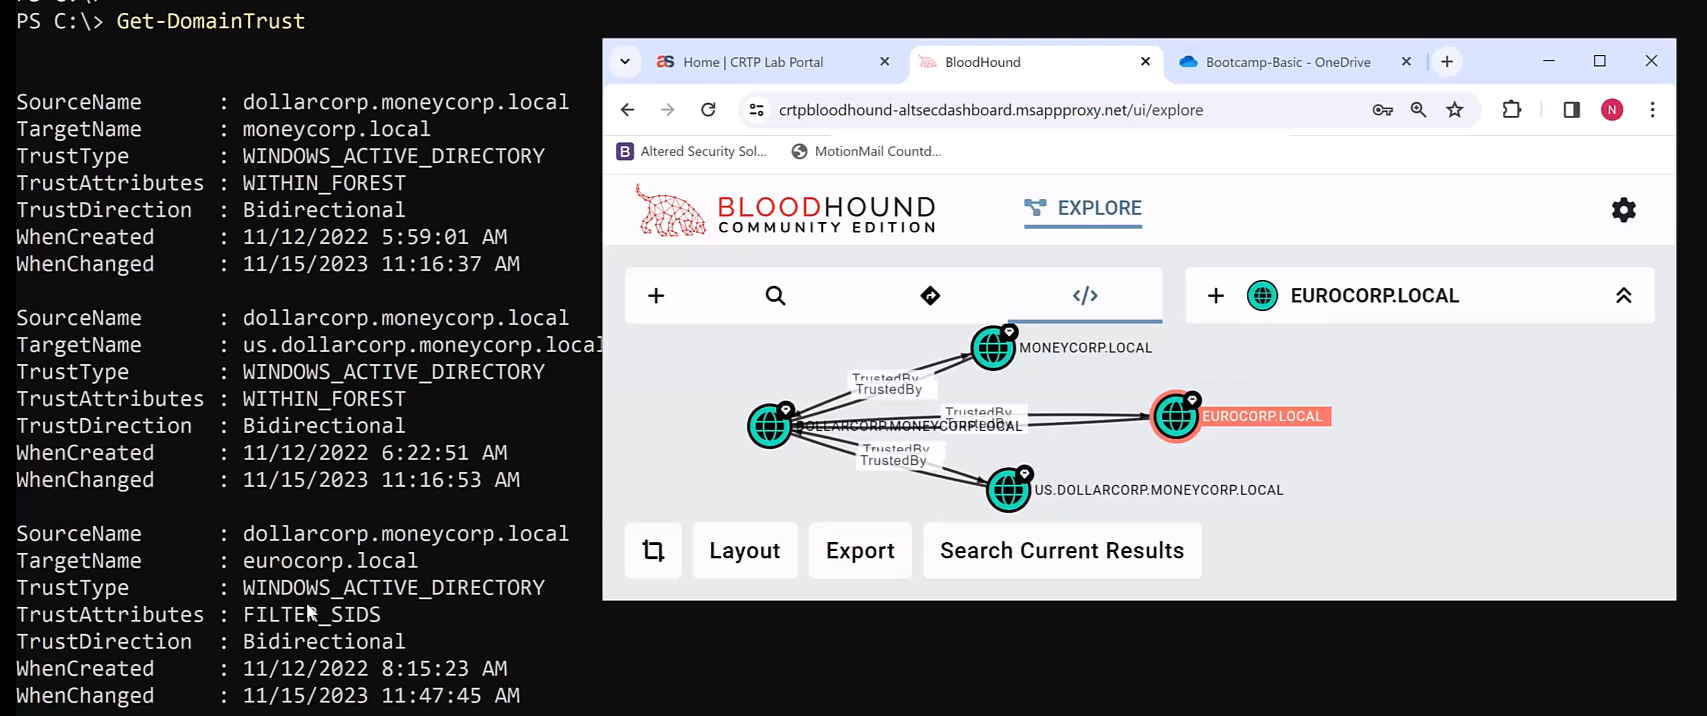 PS C:\> Get-DomainTrust
SourceName      : dollarcorp.moneycorp.local
TargetName      : moneycorp.local
TrustType       : WINDOWS_ACTIVE_DIRECTORY
TrustAttributes : WITHIN_FOREST
TrustDirection  : Bidirectional
WhenCreated     : 11/12/2022 5:59:01 AM
WhenChanged     : 11/15/2023 11:16:37 AM
SourceName      : dollarcorp.moneycorp.local
TargetName      : us.dollarcorp.moneycorp.local
TrustType       : WINDOWS_ACTIVE_DIRECTORY
TrustAttributes : WITHIN_FOREST
TrustDirection  : Bidirectional
WhenCreated     : 11/12/2022 6:22:51 AM
WhenChanged     : 11/15/2023 11:16:53 AM
SourceName      : dollarcorp.moneycorp.local
TargetName      : eurocorp.local
TrustType       : WINDOWS_ACTIVE_DIRECTORY
TrustAttributes : FILTER_SIDS
TrustDirection  : Bidirectional
WhenCreated     : 11/12/2022 8:15:23 AM
WhenChanged     : 11/15/2023 11:47:45 AM
Home | CRTP Lab Portal
BloodHound
Bootcamp-Basic - OneDrive
crtpbloodhound-altsecdashboard.msappproxy.net/ui/explore
N
B Altered Security Sol...
MotionMail Countd...
BLOODHOUND
COMMUNITY EDITION
EXPLORE
</>
EUROCORP.LOCAL
MONEYCORP.LOCAL
TrustedBy
TrustedBy
TrustedBy
TrustedBy
EUROCORP.LOCAL
DOLLARCORP.MONEYCORP.LOCAL
TrustedBy
TrustedBy
US.DOLLARCORP.MONEYCORP.LOCAL
Layout
Export
Search Current Results